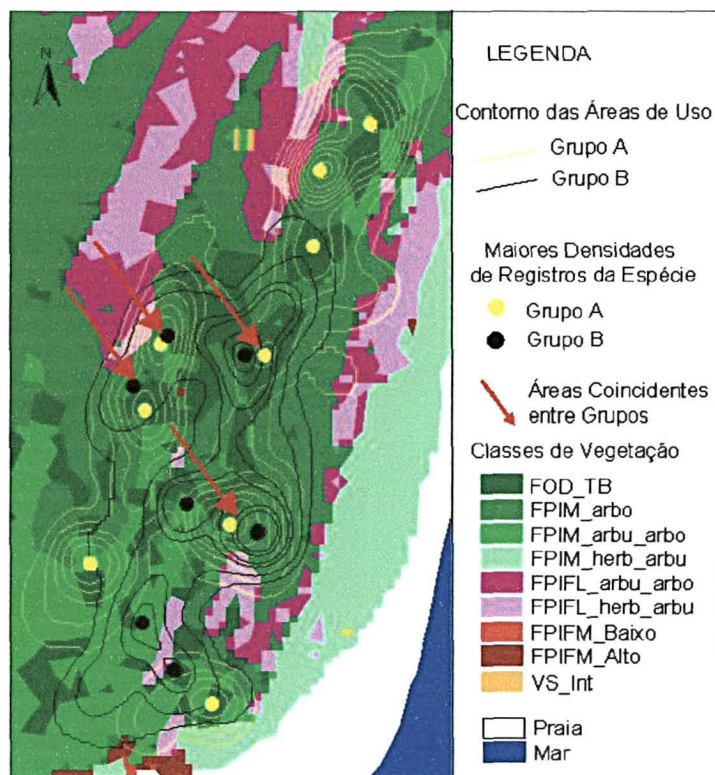 N
LEGENDA
Contorno das Áreas de Uso
Grupo A
Grupo B
Maiores Densidades
de Registros da Espécie
Grupo A
Grupo B
Áreas Coincidentes
entre Grupos
Classes de Vegetação
FOD_TB
FPIM_arbo
FPIM_arbu_arbo
FPIM_herb_arbu
FPIFL_arbu_arbo
FPIFL_herb_arbu
FPIFM_Baixo
FPIFM_Alto
VS_Int
Praia
Mar